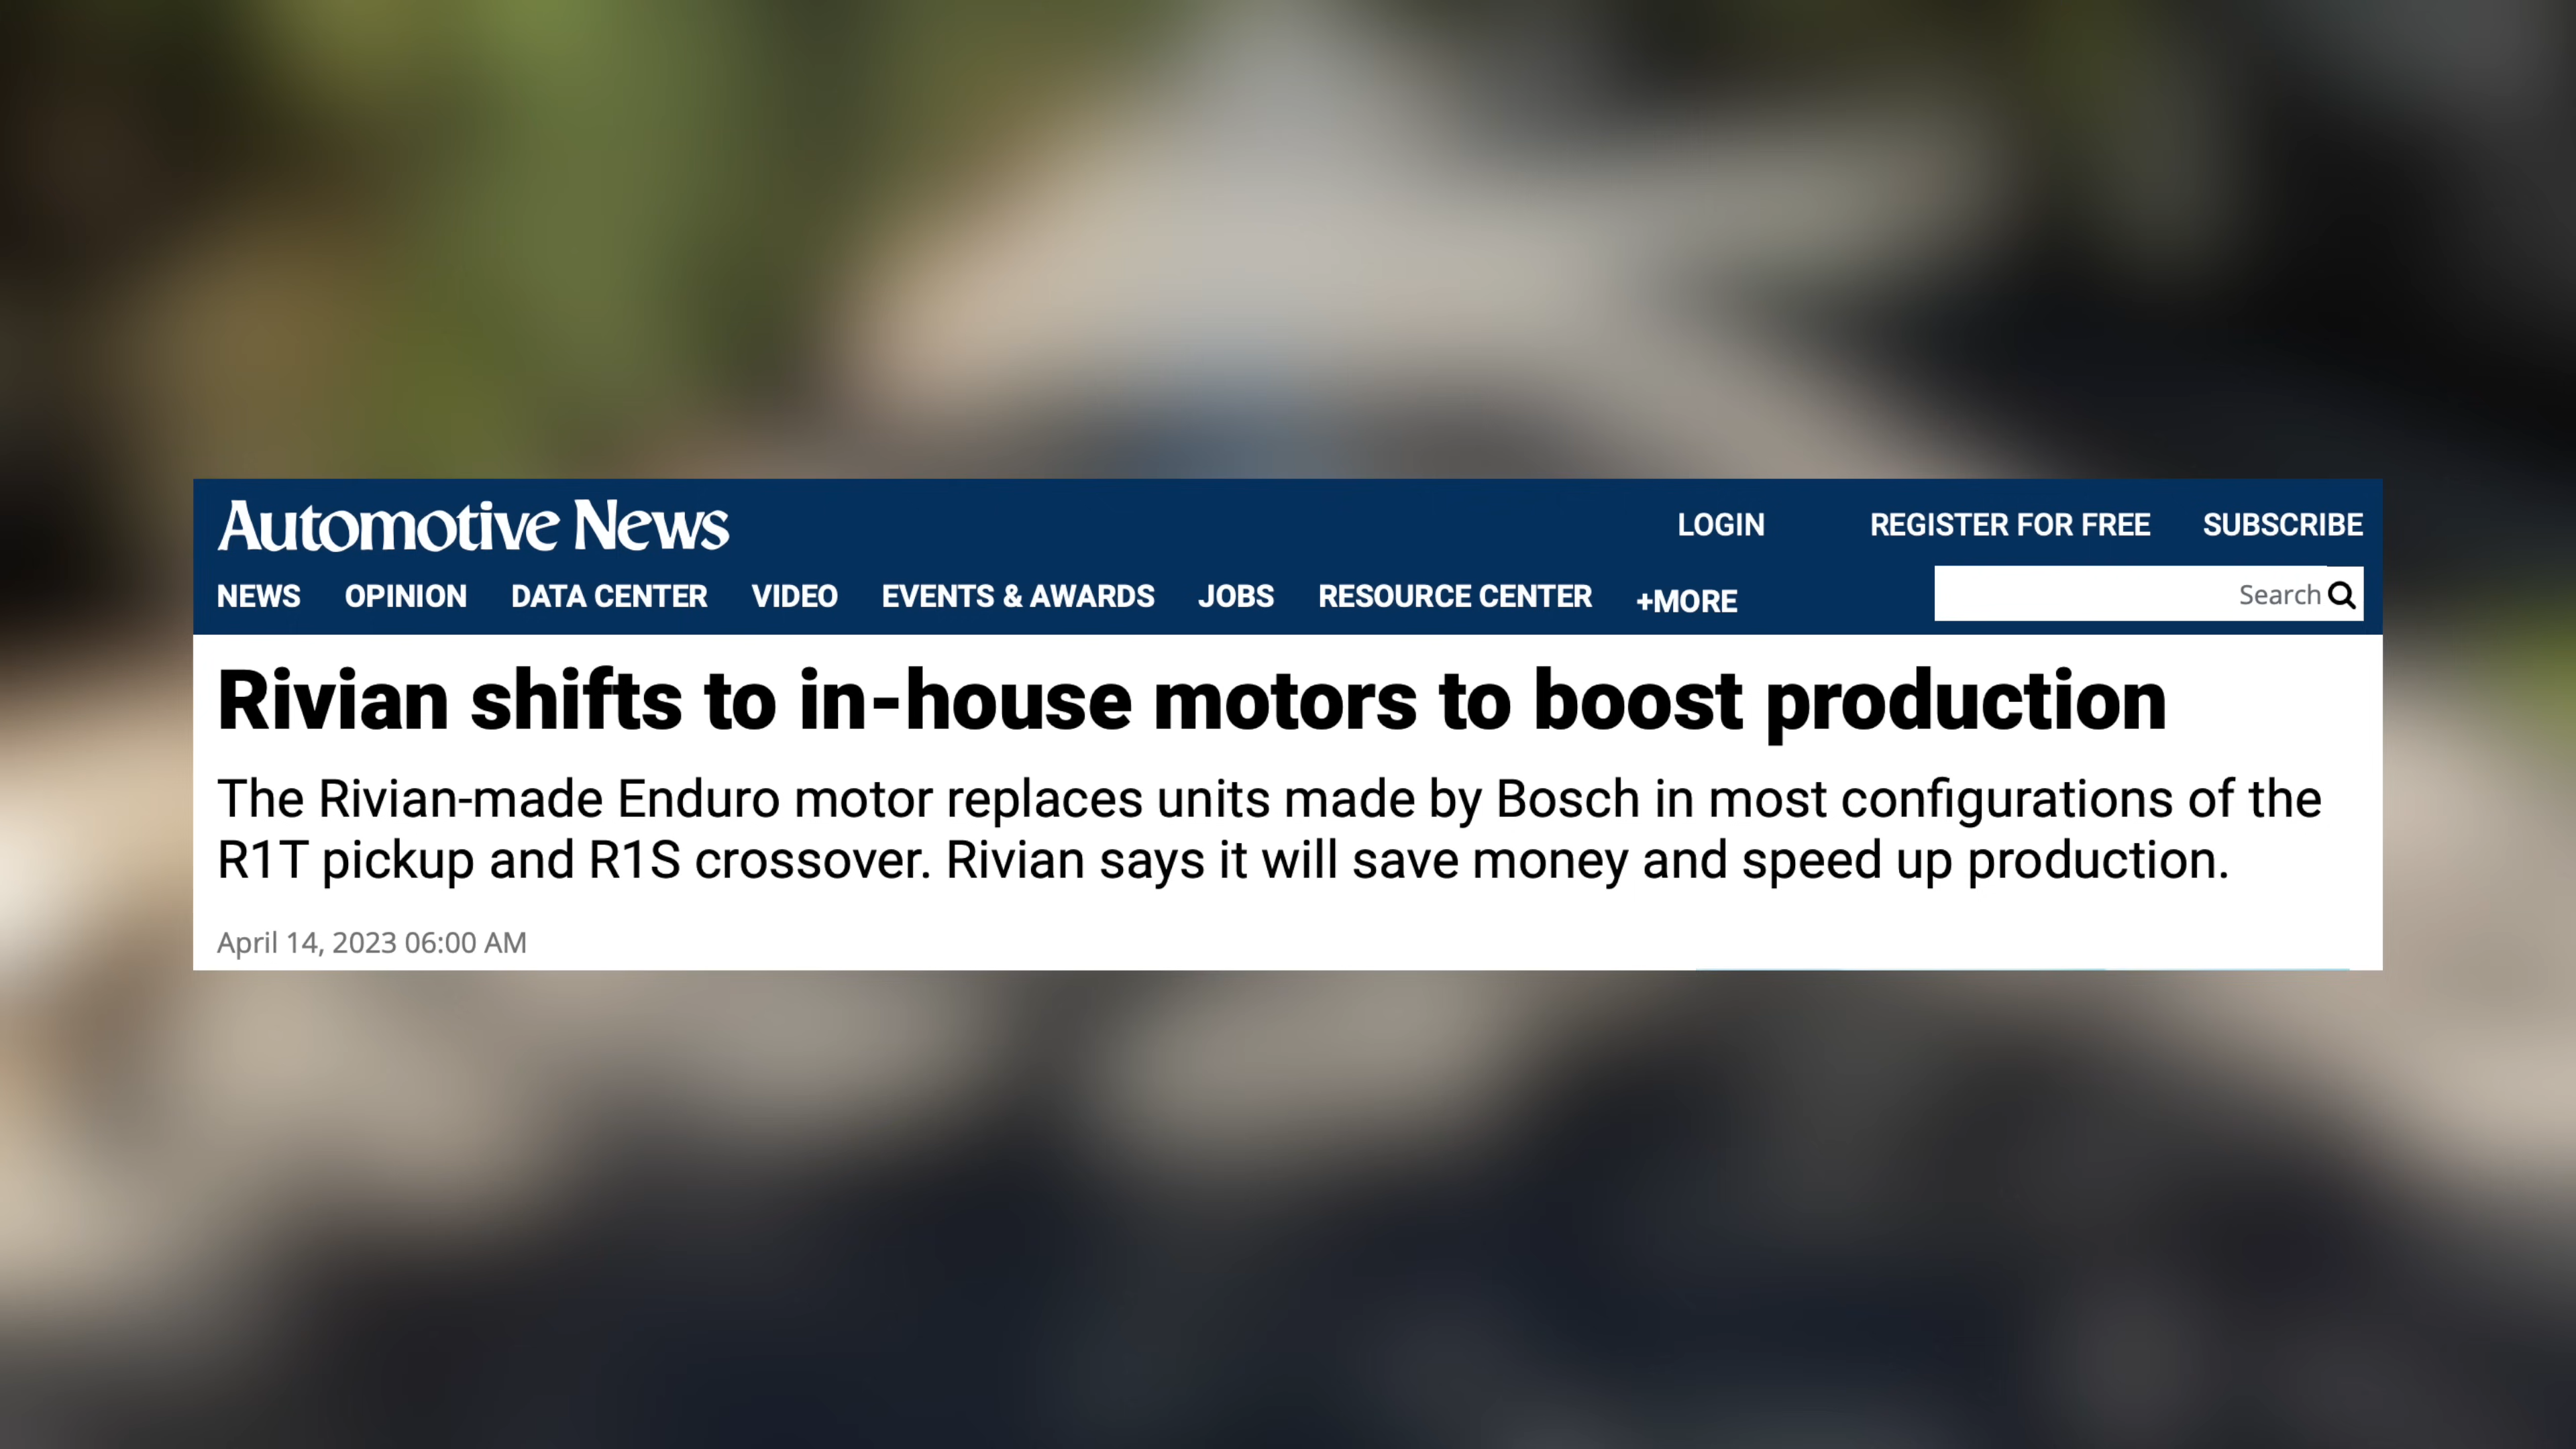 Automotive News
LOGIN REGISTER FOR FREE SUBSCRIBE
NEWS OPINION DATA CENTER VIDEO EVENTS & AWARDS JOBS RESOURCE CENTER +MORE Search
Rivian shifts to in-house motors to boost production
The Rivian-made Enduro motor replaces units made by Bosch in most configurations of the
R1T pickup and R1S crossover. Rivian says it will save money and speed up production.
April 14, 2023 06:00 AM